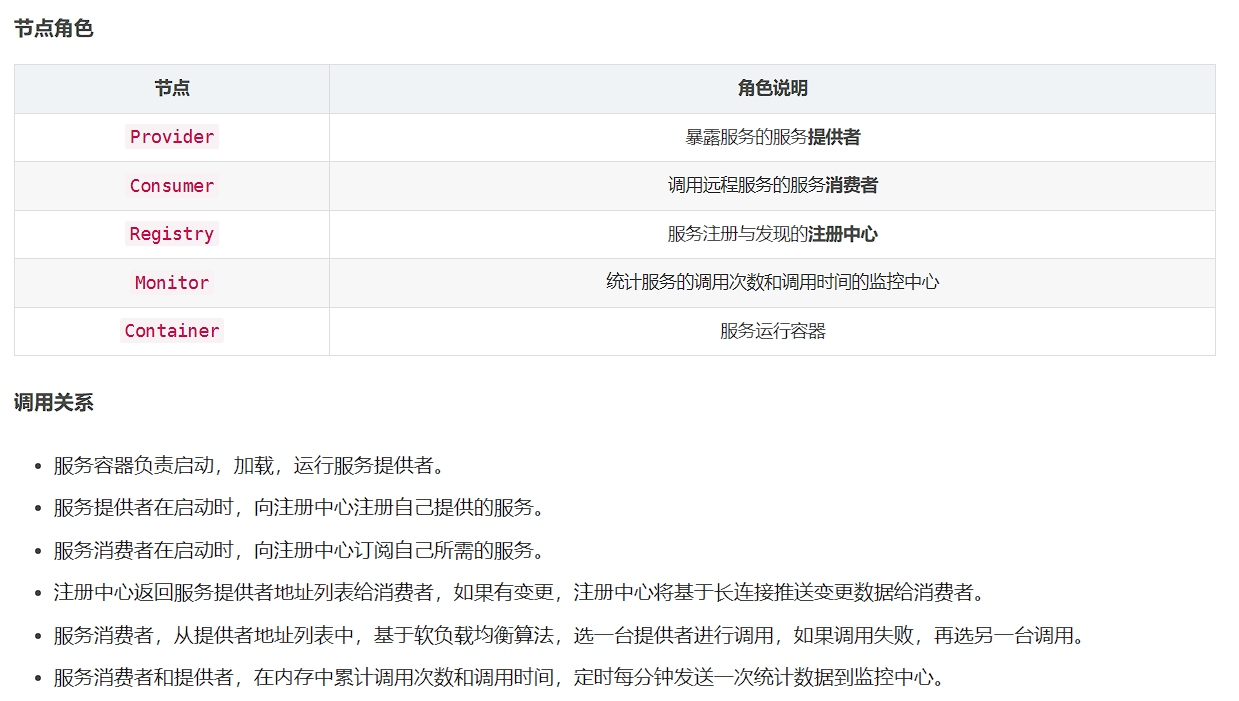 节点角色
节点 角色说明
Provider 暴露服务的服务提供者
Consumer 调用远程服务的服务消费者
Registry 服务注册与发现的注册中心
Monitor 统计服务的调用次数和调用时间的监控中心
Container 服务运行容器
调用关系
• 服务容器负责启动，加载，运行服务提供者。
• 服务提供者在启动时，向注册中心注册自己提供的服务。
• 服务消费者在启动时，向注册中心订阅自己所需的服务。
• 注册中心返回服务提供者地址列表给消费者，如果有变更，注册中心将基于长连接推送变更数据给消费者。
• 服务消费者，从提供者地址列表中，基于软负载均衡算法，选一台提供者进行调用，如果调用失败，再选另一台调用。
• 服务消费者和提供者，在内存中累计调用次数和调用时间，定时每分钟发送一次统计数据到监控中心。